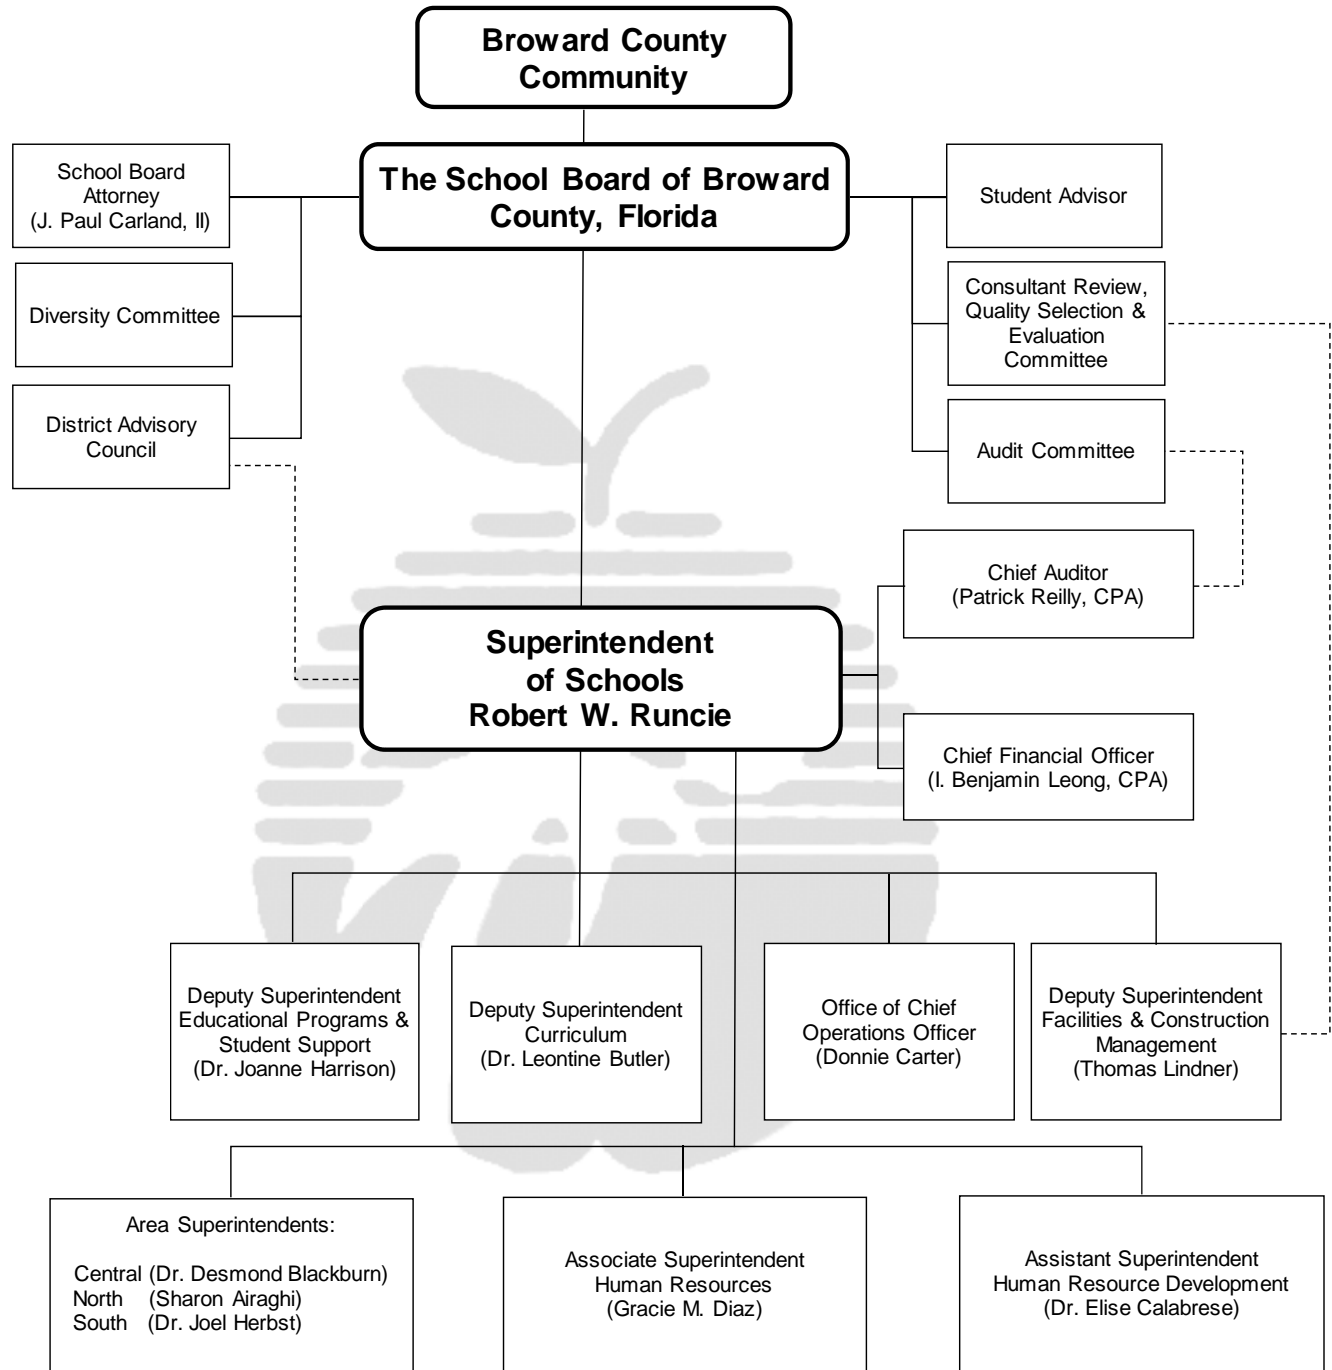 Broward County
Community
The School Board of Broward
County, Florida
School Board
Attorney
(J. Paul Carland, II)
Diversity Committee
District Advisory
Council
Student Advisor
Consultant Review,
Quality Selection &
Evaluation
Committee
Audit Committee
Chief Auditor
(Patrick Reilly, CPA)
Superintendent
of Schools
Robert W. Runcie
Chief Financial Officer
(I. Benjamin Leong, CPA)
Deputy Superintendent
Educational Programs &
Student Support
(Dr. Joanne Harrison)
Deputy Superintendent
Curriculum
(Dr. Leontine Butler)
Office of Chief
Operations Officer
(Donnie Carter)
Deputy Superintendent
Facilities & Construction
Management
(Thomas Lindner)
Area Superintendents:
Central (Dr. Desmond Blackburn)
North (Sharon Airaghi)
South (Dr. Joel Herbst)
Associate Superintendent
Human Resources
(Gracie M. Diaz)
Assistant Superintendent
Human Resource Development
(Dr. Elise Calabrese)